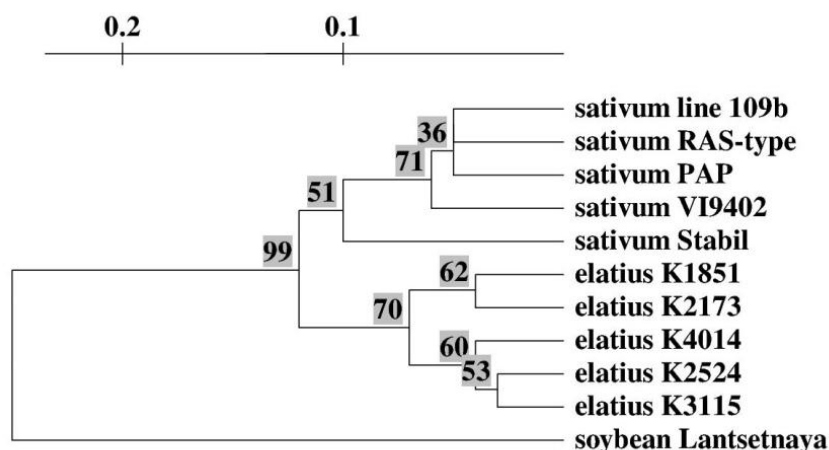 0.2 0.1
sativum line 109b
36
sativum RAS-type
71
sativum PAP
51
sativum VI9402
sativum Stabil
99
elatius K1851
62
elatius K2173
70
elatius K4014
60
53
elatius K2524
elatius K3115
soybean Lantsetnaya